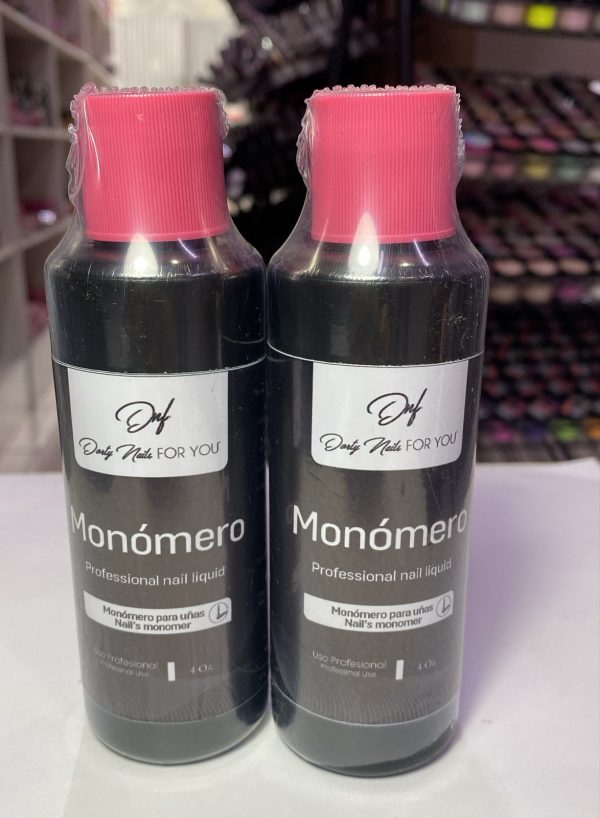 Dnf
Darty Nails FOR YOU
Monómero
Professional nail liquid
Monómero para uñas
Nail's monomer
Uso Profesional
Professional Use
4 Oz.
Dnf
Darty Nails FOR YOU
Monómero
Professional nail liquid
Monómero para uñas
Nail's monomer
Uso Profesional
Professional Use
4 Oz.